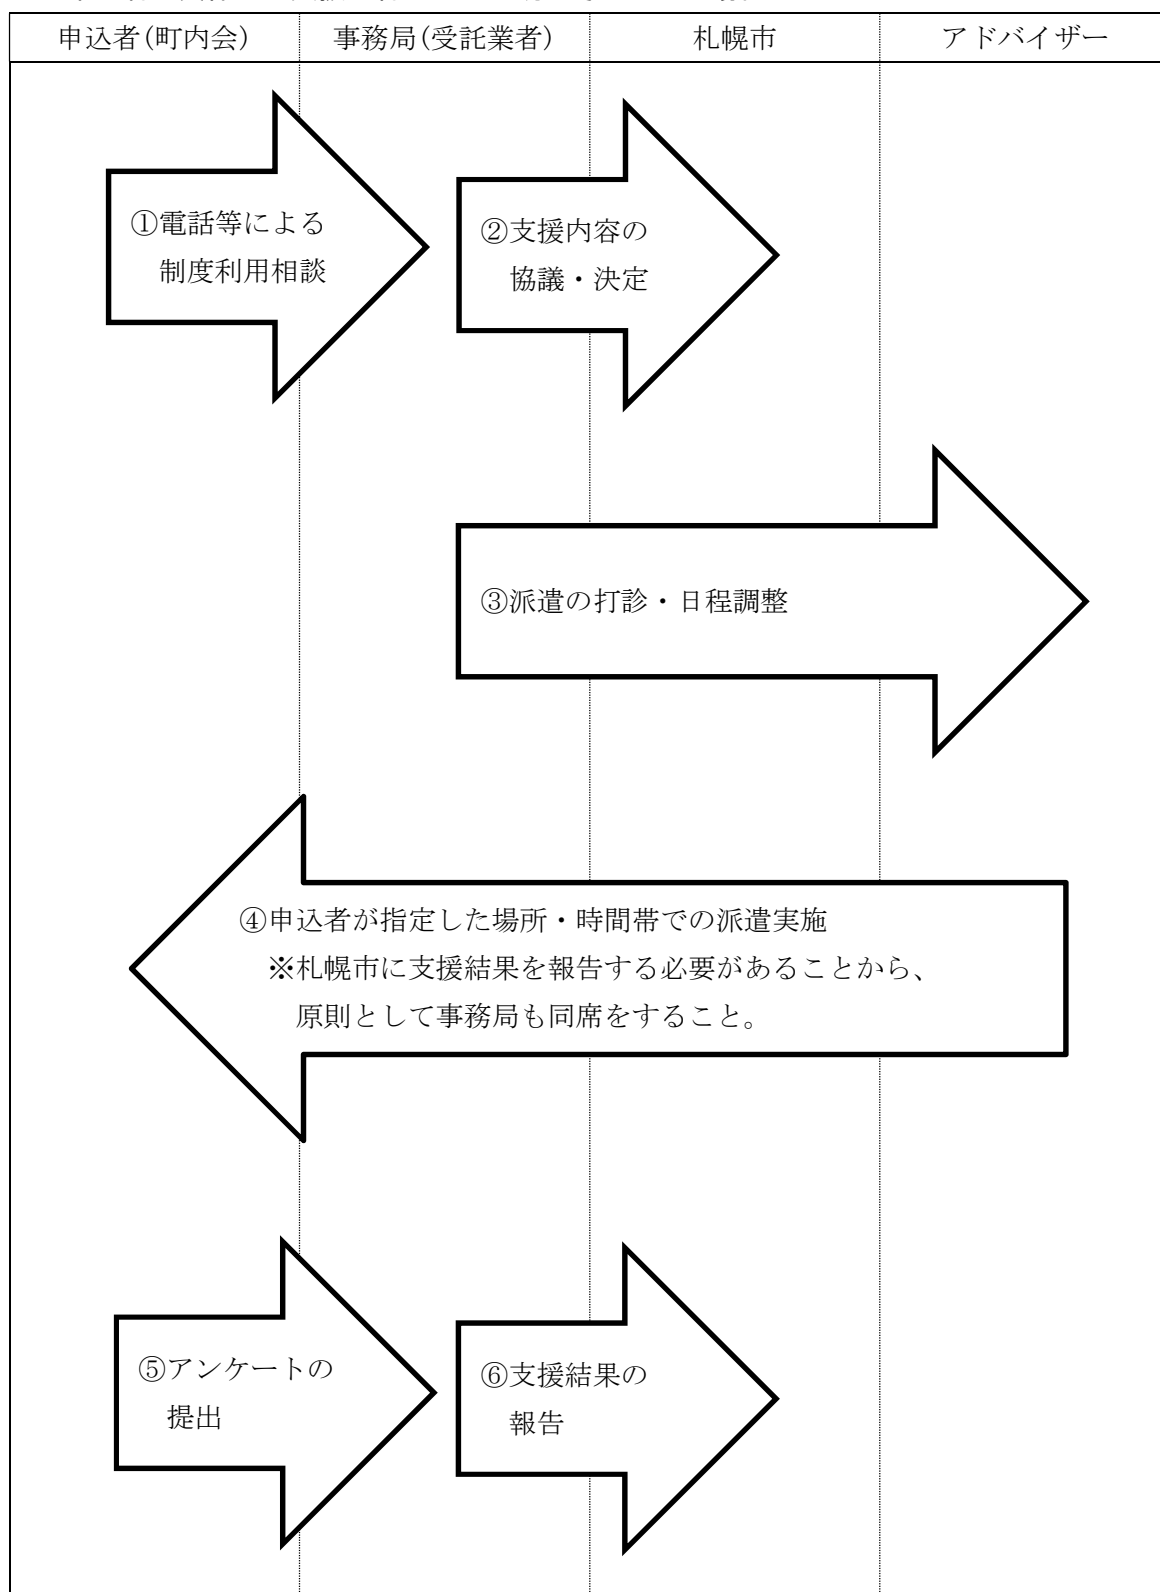 申込者(町内会) 事務局(受託業者) 札幌市 アドバイザー
①電話等による
制度利用相談
②支援内容の
協議・決定
③派遣の打診・日程調整
④申込者が指定した場所・時間帯での派遣実施
※札幌市に支援結果を報告する必要があることから、
原則として事務局も同席をすること。
⑤アンケートの
提出
⑥支援結果の
報告